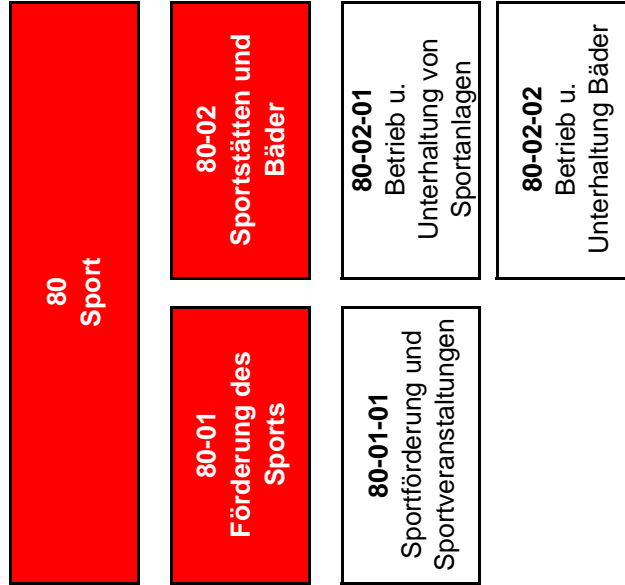 80
Sport
80-01
Förderung des
Sports
80-02
Sportstätten und
Bäder
80-01-01
Sportförderung und
Sportveranstaltungen
80-02-01
Betrieb u.
Unterhaltung von
Sportanlagen
80-02-02
Betrieb u.
Unterhaltung Bäder